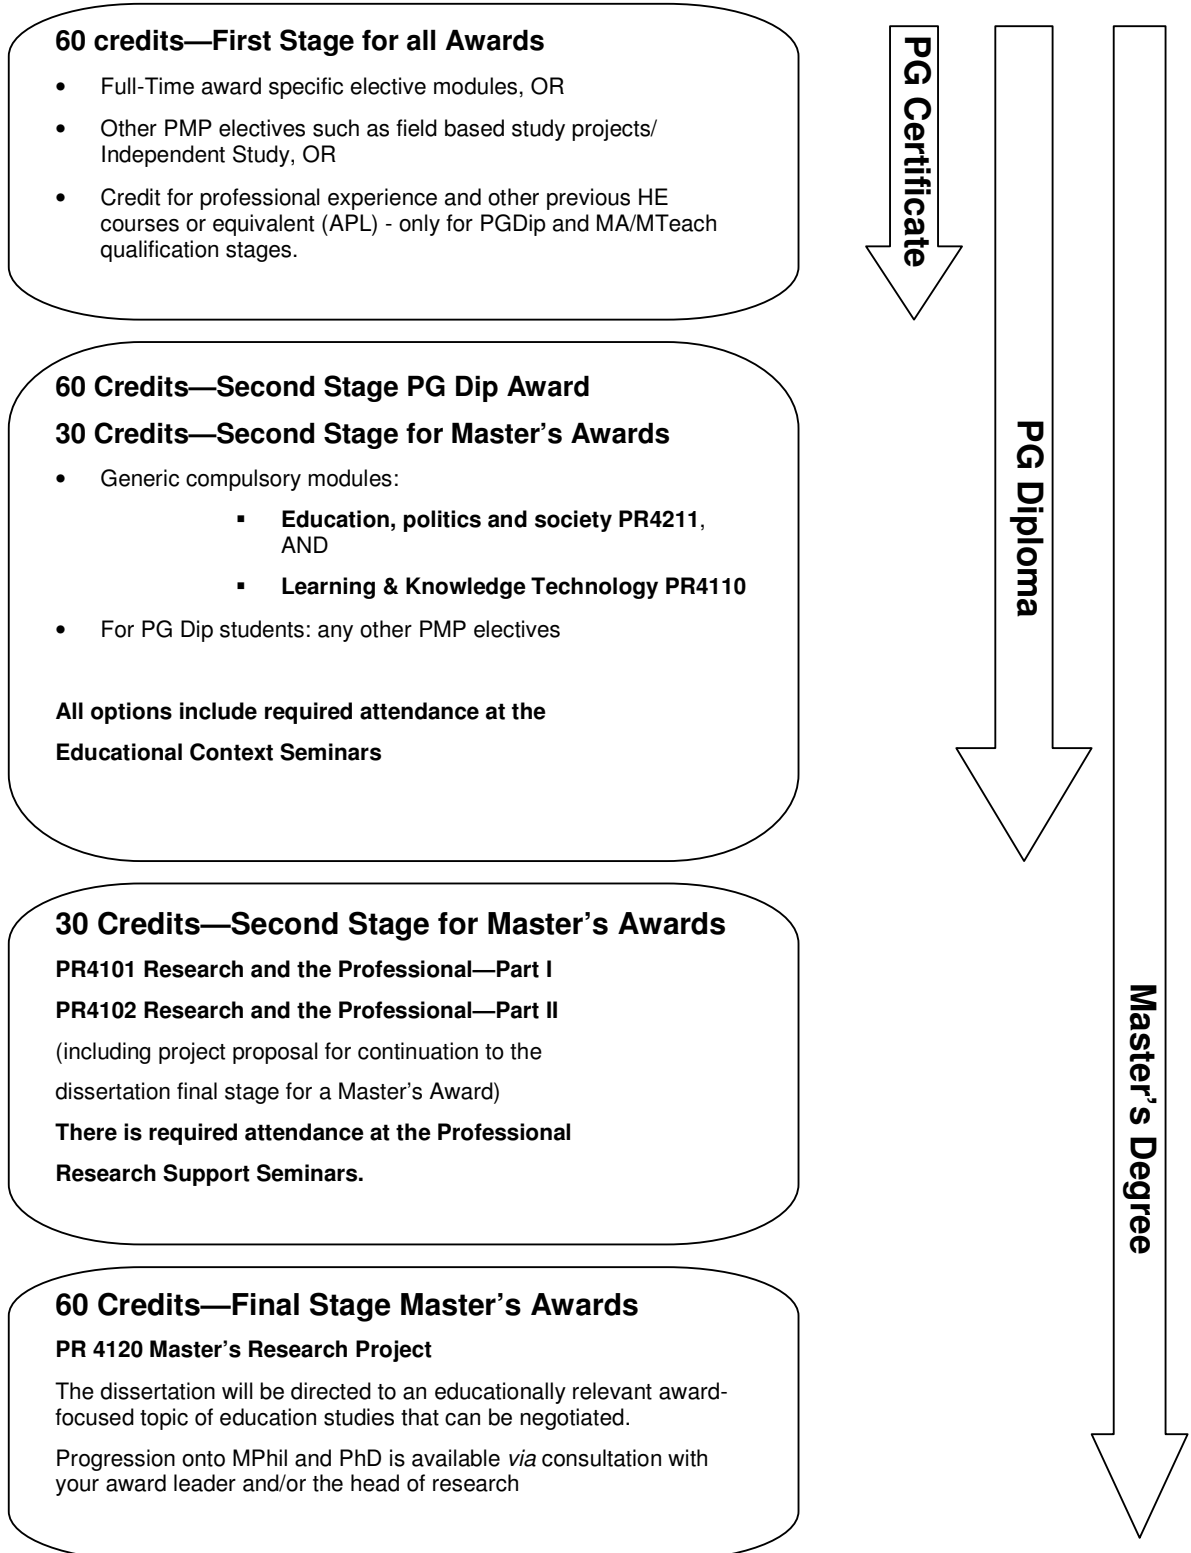 60 credits—First Stage for all Awards
• Full-Time award specific elective modules, OR
• Other PMP electives such as field based study projects/
Independent Study, OR
• Credit for professional experience and other previous HE
courses or equivalent (APL) - only for PGDip and MA/MTeach
qualification stages.
60 Credits—Second Stage PG Dip Award
30 Credits—Second Stage for Master’s Awards
• Generic compulsory modules:
▪ Education, politics and society PR4211,
AND
▪ Learning & Knowledge Technology PR4110
• For PG Dip students: any other PMP electives
All options include required attendance at the
Educational Context Seminars
30 Credits—Second Stage for Master’s Awards
PR4101 Research and the Professional—Part I
PR4102 Research and the Professional—Part II
(including project proposal for continuation to the
dissertation final stage for a Master’s Award)
There is required attendance at the Professional
Research Support Seminars.
60 Credits—Final Stage Master’s Awards
PR 4120 Master’s Research Project
The dissertation will be directed to an educationally relevant award-
focused topic of education studies that can be negotiated.
Progression onto MPhil and PhD is available via consultation with
your award leader and/or the head of research
PG Certificate
PG Diploma
Master’s Degree